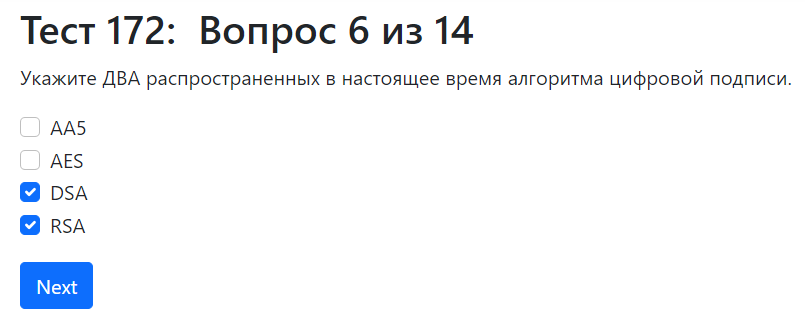 Тест 172: Вопрос 6 из 14
Укажите ДВА распространенных в настоящее время алгоритма цифровой подписи.
AA5
AES
DSA
RSA
Next